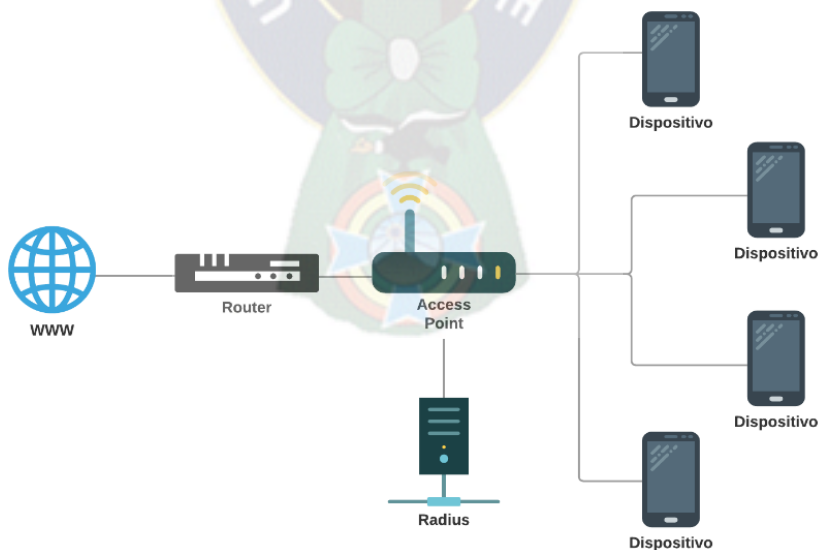 Dispositivo
Dispositivo
WWW
Router
Access
Point
Dispositivo
Radius
Dispositivo